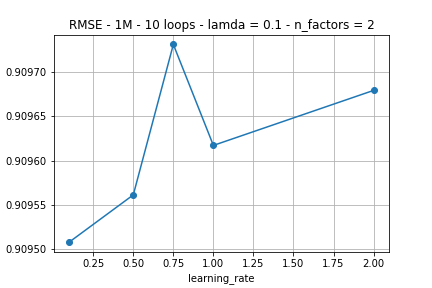 RMSE - 1M - 10 loops - lamda = 0.1 - n_factors = 2
0.90970
0.90965
0.90960
0.90955
0.90950
0.25 0.50 0.75 1.00 1.25 1.50 1.75 2.00
learning_rate